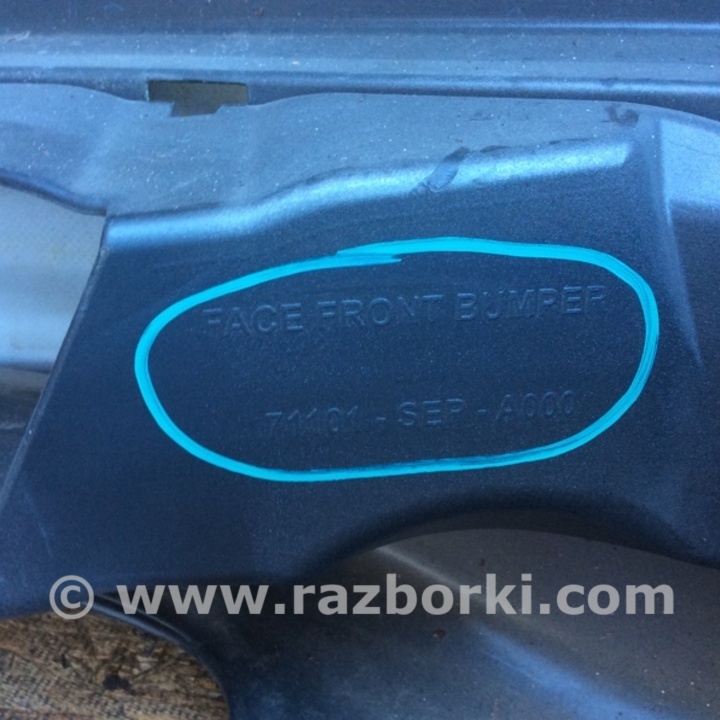 FACE FRONT BUMPER
71101 - SEP - A000
© www.razborki.com